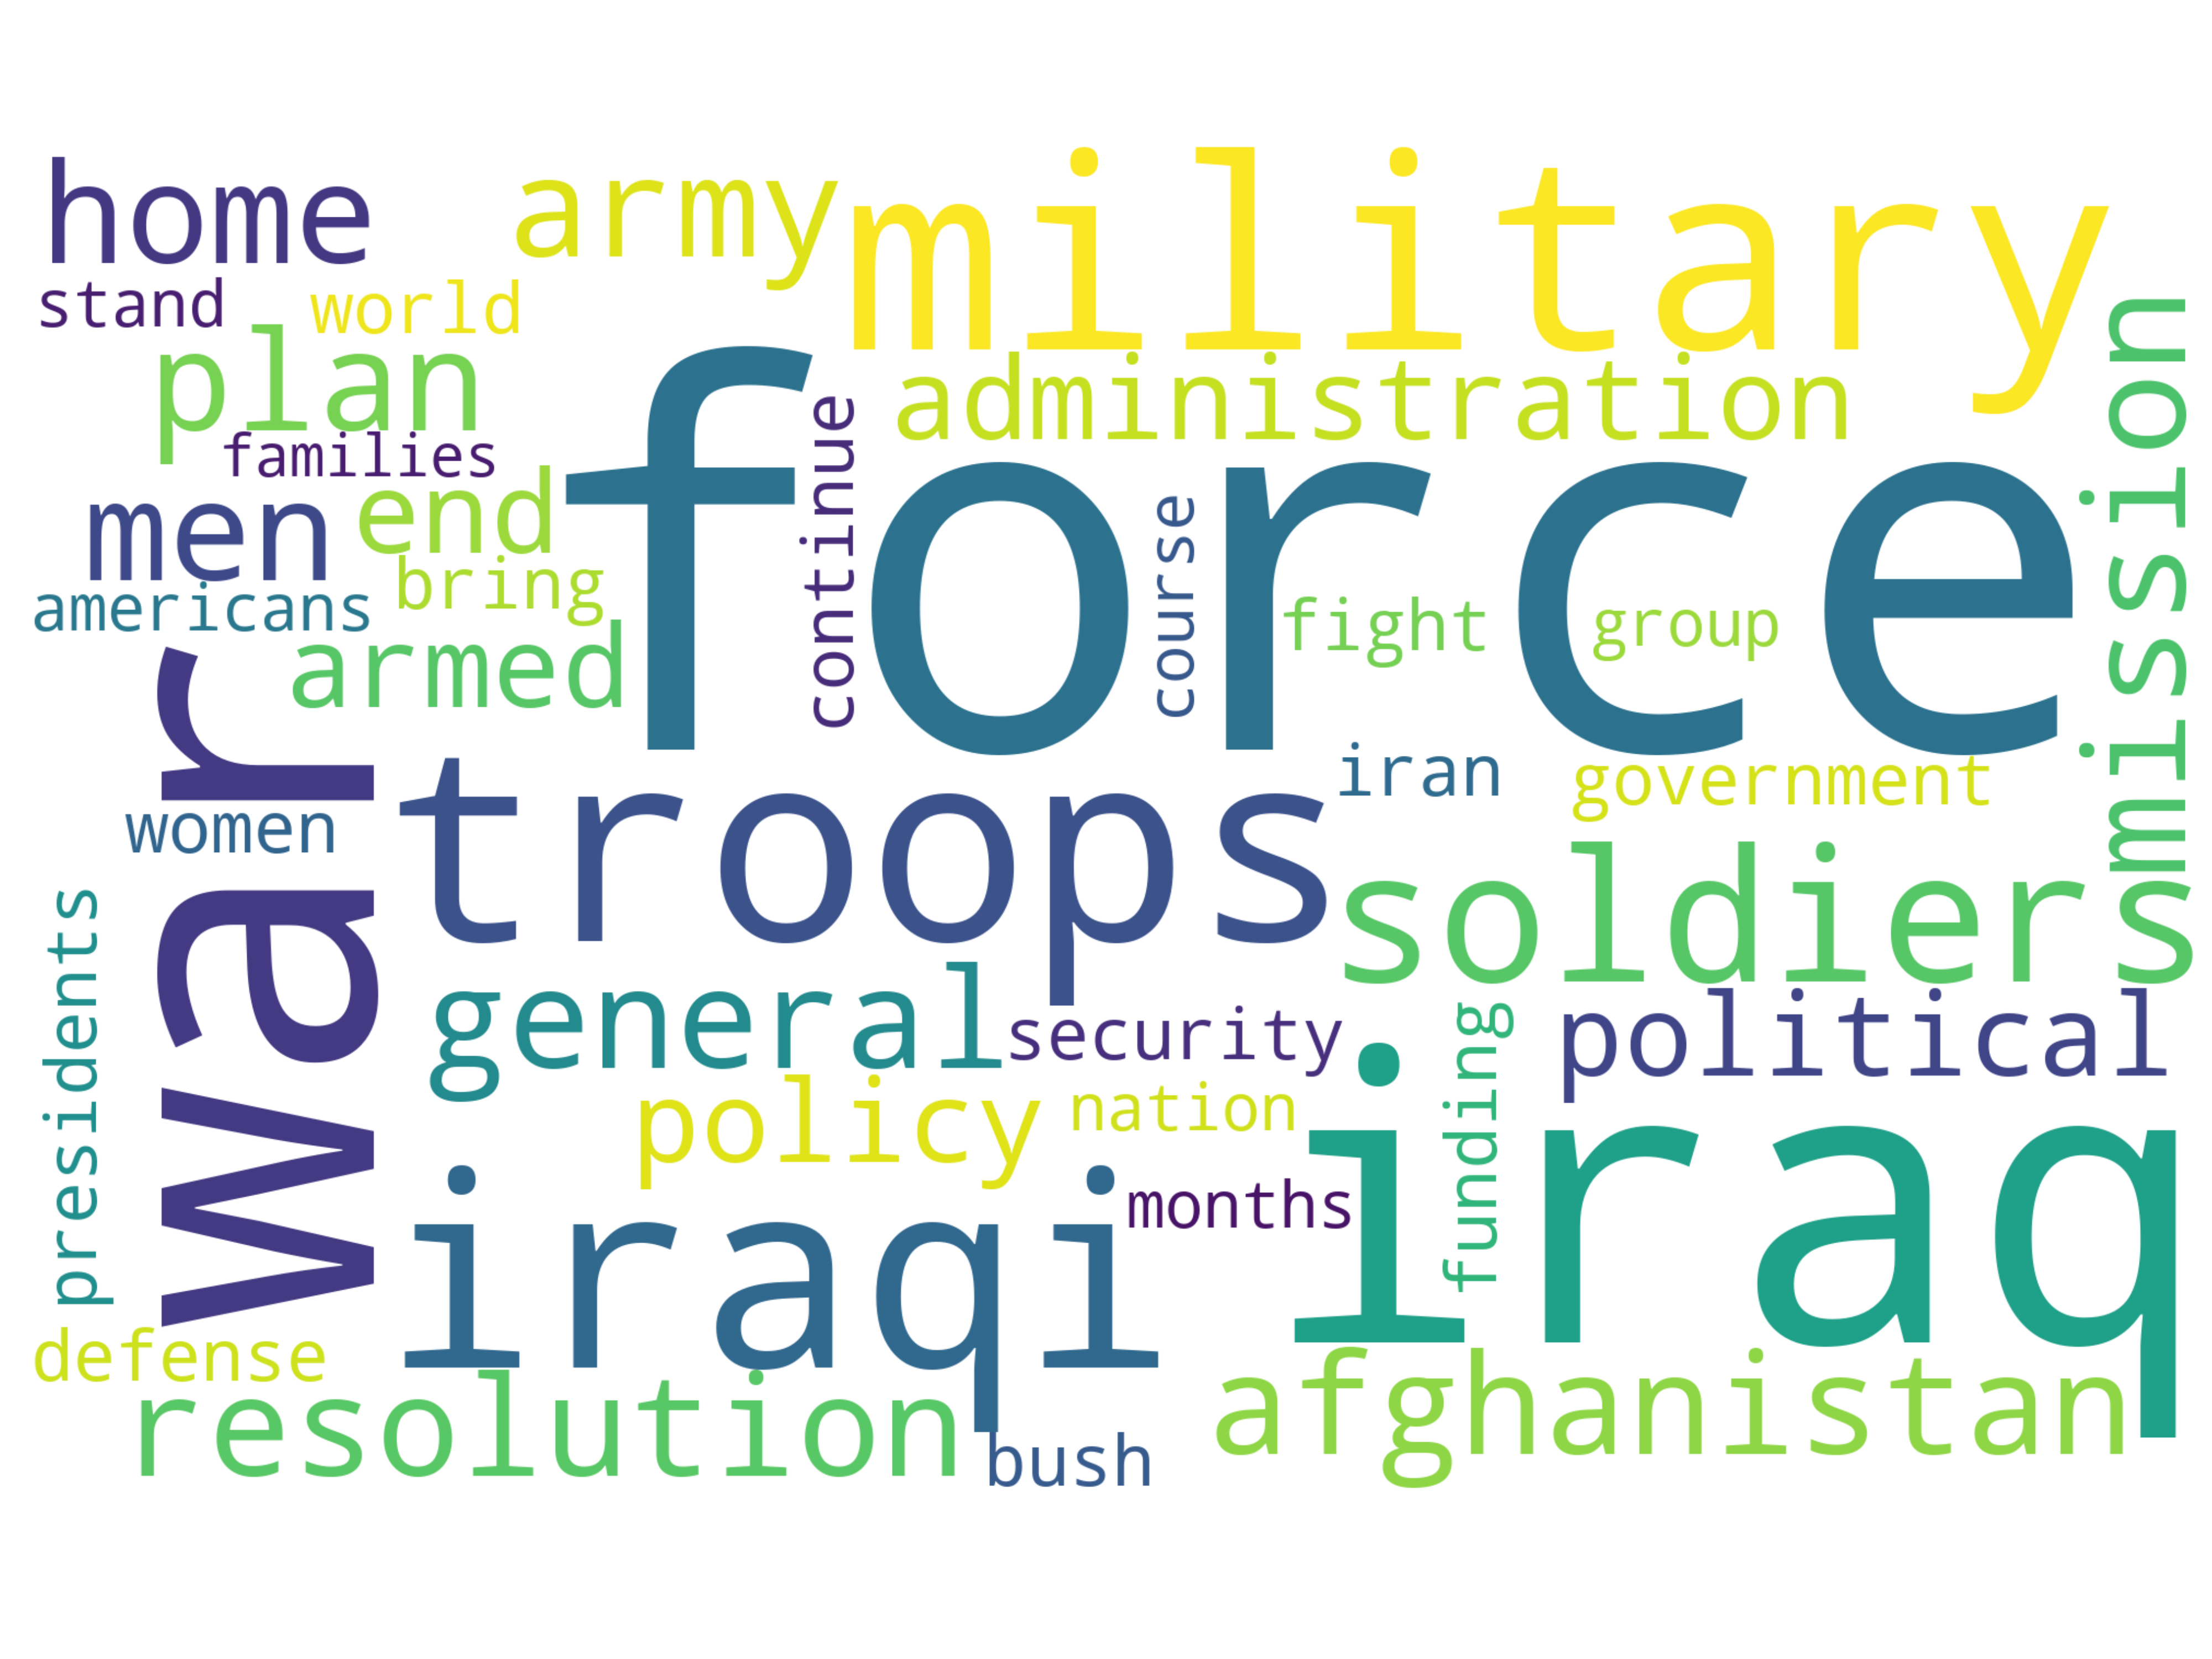 home
army
military
stand
world
plan
administration
families
continue
force
mission
men
end
course
americans
bring
fight
group
armed
war
troops
iran
government
women
soldiers
presidents
general
security
funding
political
policy
nation
iraq
iraqi
months
defense
resolution
afghanistan
bush